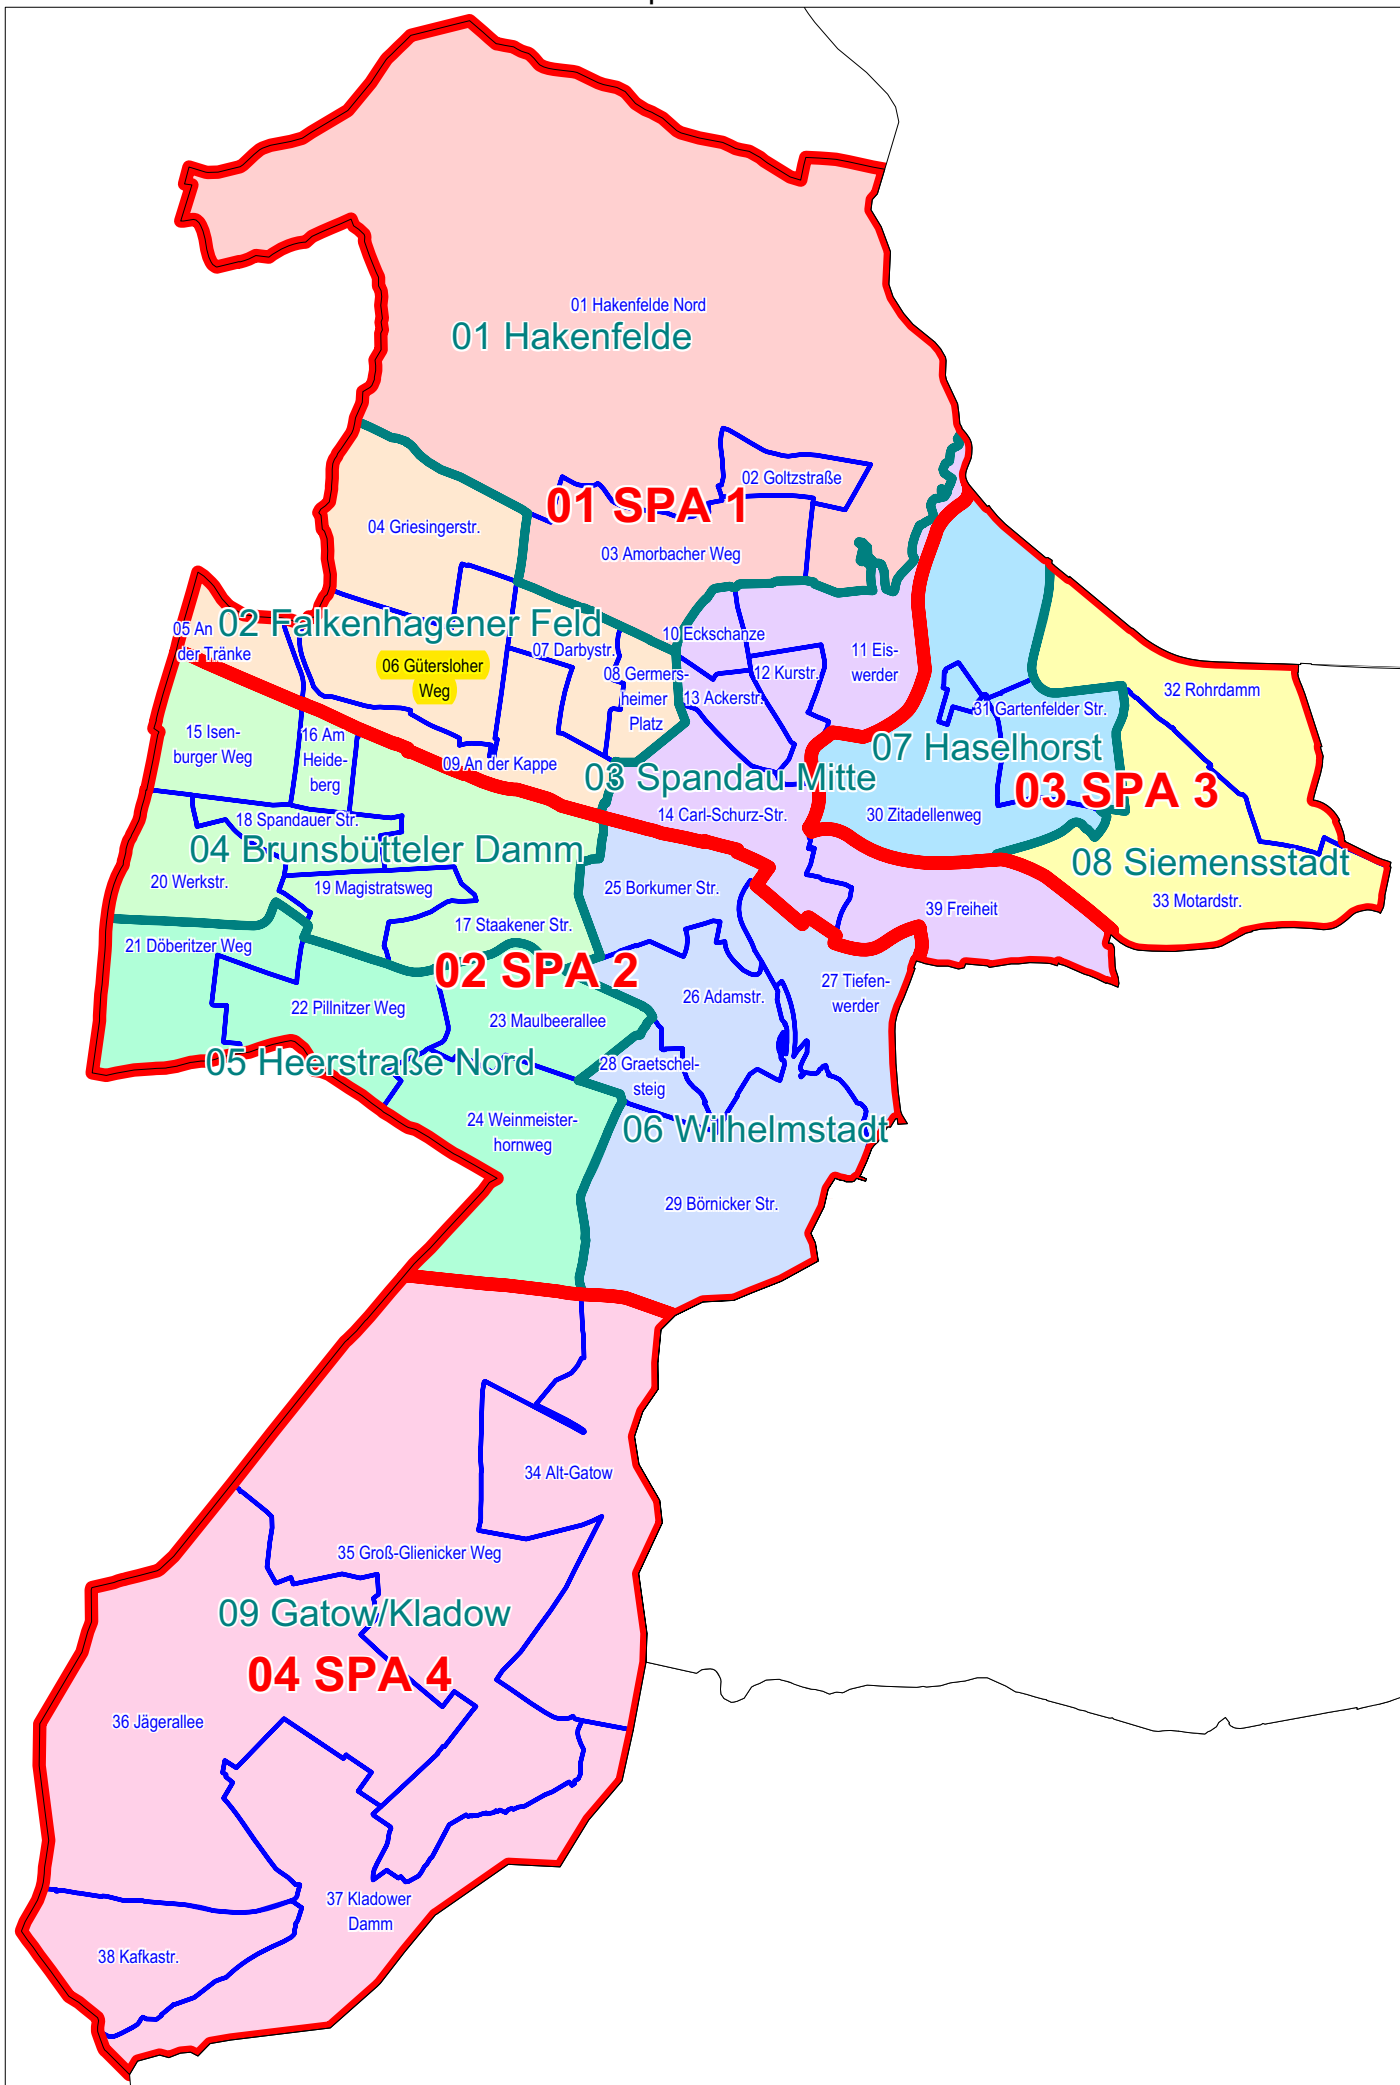 01 Hakenfelde Nord
01 Hakenfelde
02 Goltzstraße
01 SPA 1
04 Griesingerstr.
03 Amorbacher Weg
05 An
der Tränke
02 Falkenhagener Feld
06 Gütersloher
Weg
07 Darbystr.
08 Germers-
heimer
Platz
09 An der Kappe
10 Eckschanze
11 Eis-
werder
12 Kurstr.
13 Ackerstr.
03 Spandau Mitte
14 Carl-Schurz-Str.
15 Isen-
burger Weg
16 Am
Heide-
berg
18 Spandauer Str.
04 Brunsbütteler Damm
20 Werkstr.
19 Magistratsweg
17 Staakener Str.
31 Gartenfelder Str.
32 Rohrdamm
07 Haselhorst
03 SPA 3
30 Zitadellenweg
08 Siemensstadt
33 Motardstr.
39 Freiheit
25 Borkumer Str.
21 Döberitzer Weg
02 SPA 2
22 Pillnitzer Weg
23 Maulbeerallee
26 Adamstr.
27 Tiefen-
werder
05 Heerstraße Nord
28 Graetschel-
steig
24 Weinmeister-
hornweg
06 Wilhelmstadt
29 Börnicker Str.
34 Alt-Gatow
35 Groß-Glienicker Weg
09 Gatow/Kladow
04 SPA 4
36 Jägerallee
37 Kladower
Damm
38 Kafkastr.